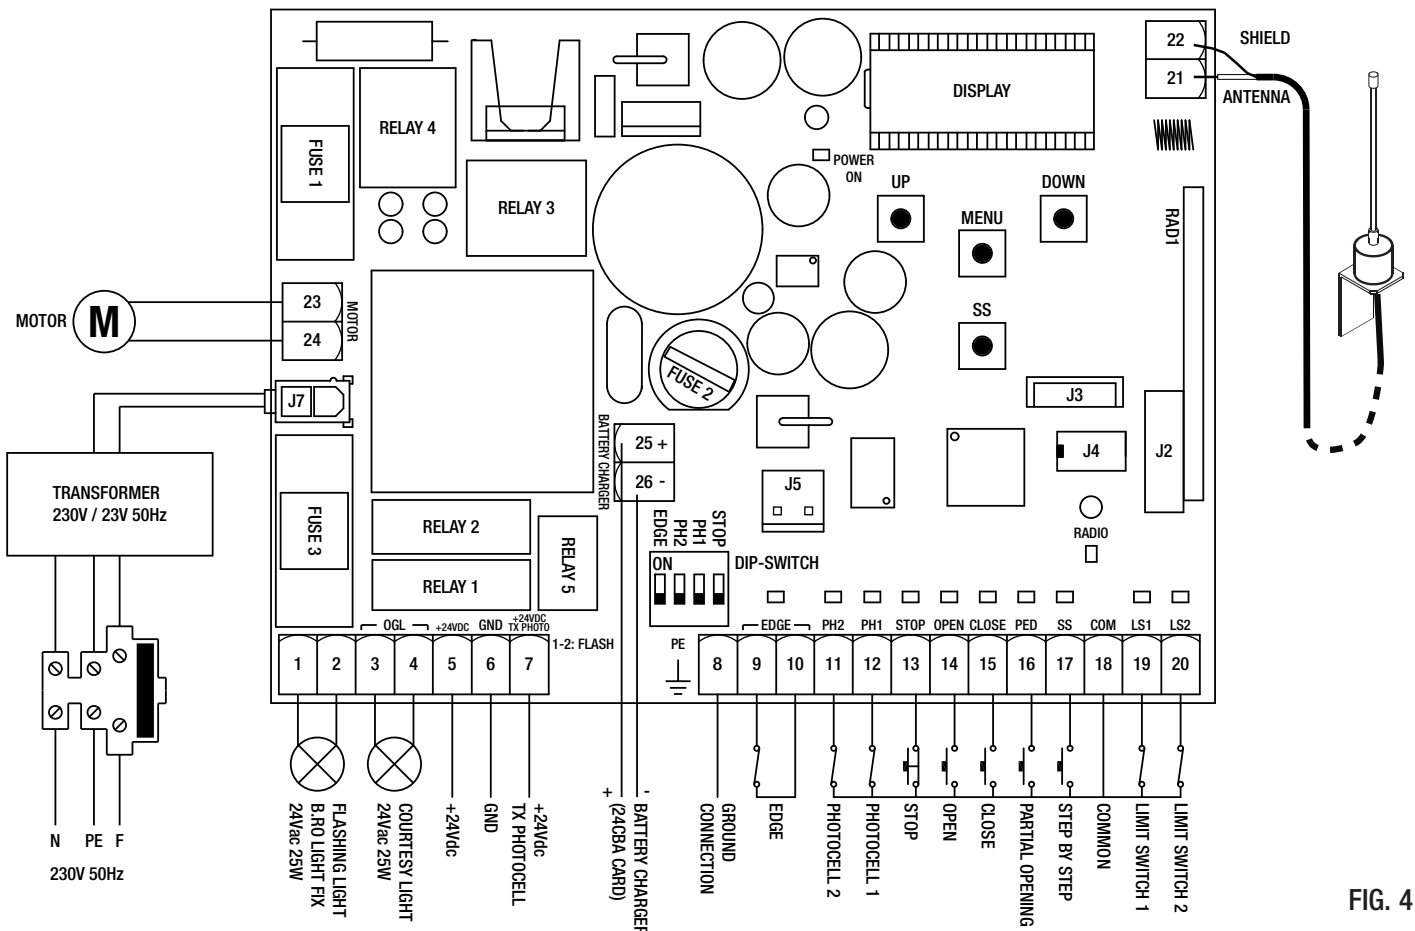 22
SHIELD
21
ANTENNA
DISPLAY
RELAY 4
FUSE 1
POWER
ON
UP
DOWN
MENU
RELAY 3
RAD1
SS
23
MOTOR
24
MOTOR
M
J7
FUSE 2
J3
J4
J2
J5
BATTERY CHARGER
25 +
26 -
RADIO
TRANSFORMER
230V / 23V 50Hz
FUSE 3
RELAY 2
RELAY 1
RELAY 5
EDGE
PH2
PH1
STOP
ON
DIP-SWITCH
OGL
+24VDC
GND
+24VDC
TX PHOTO
1-2: FLASH
PE
EDGE
PH2
PH1
STOP
OPEN
CLOSE
PED
SS
COM
LS1
LS2
1
2
3
4
5
6
7
8
9
10
11
12
13
14
15
16
17
18
19
20
N
PE
F
230V 50Hz
FLASHING LIGHT
B.RO LIGHT FIX
24Vac 25W
COURTESY LIGHT
24Vac 25W
+24Vdc
GND
+24Vdc
TX PHOTOCELL
+
-
BATTERY CHARGER
(24CBA CARD)
GROUND
CONNECTION
EDGE
PHOTOCELL 2
PHOTOCELL 1
STOP
OPEN
CLOSE
PARTIAL OPENING
STEP BY STEP
COMMON
LIMIT SWITCH 1
LIMIT SWITCH 2
FIG. 4